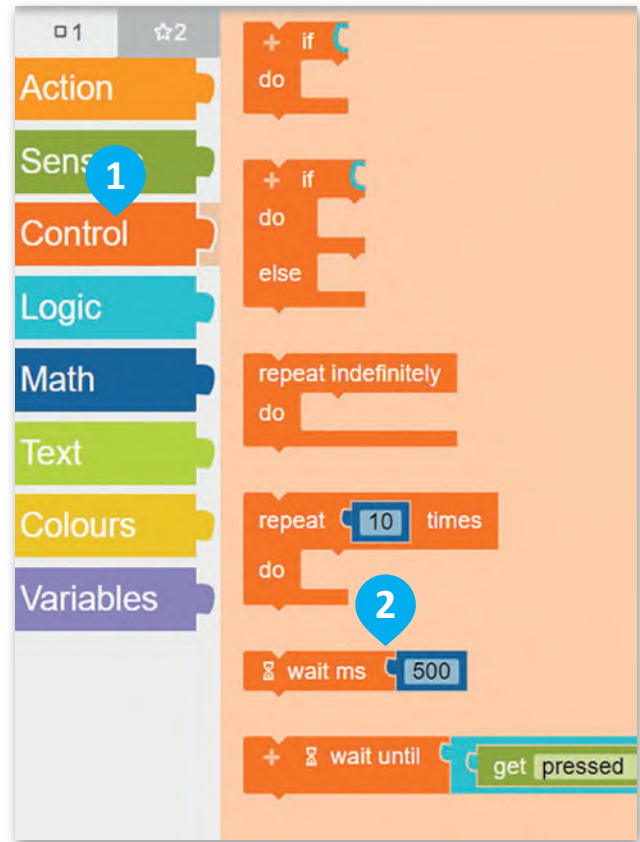 1 2
Action
Sens
1
Control
Logic
Math
Text
Colours
Variables
+ if
do
+ if
do
else
repeat indefinitely
do
repeat 10 times
do
2
wait ms 500
+ wait until get pressed